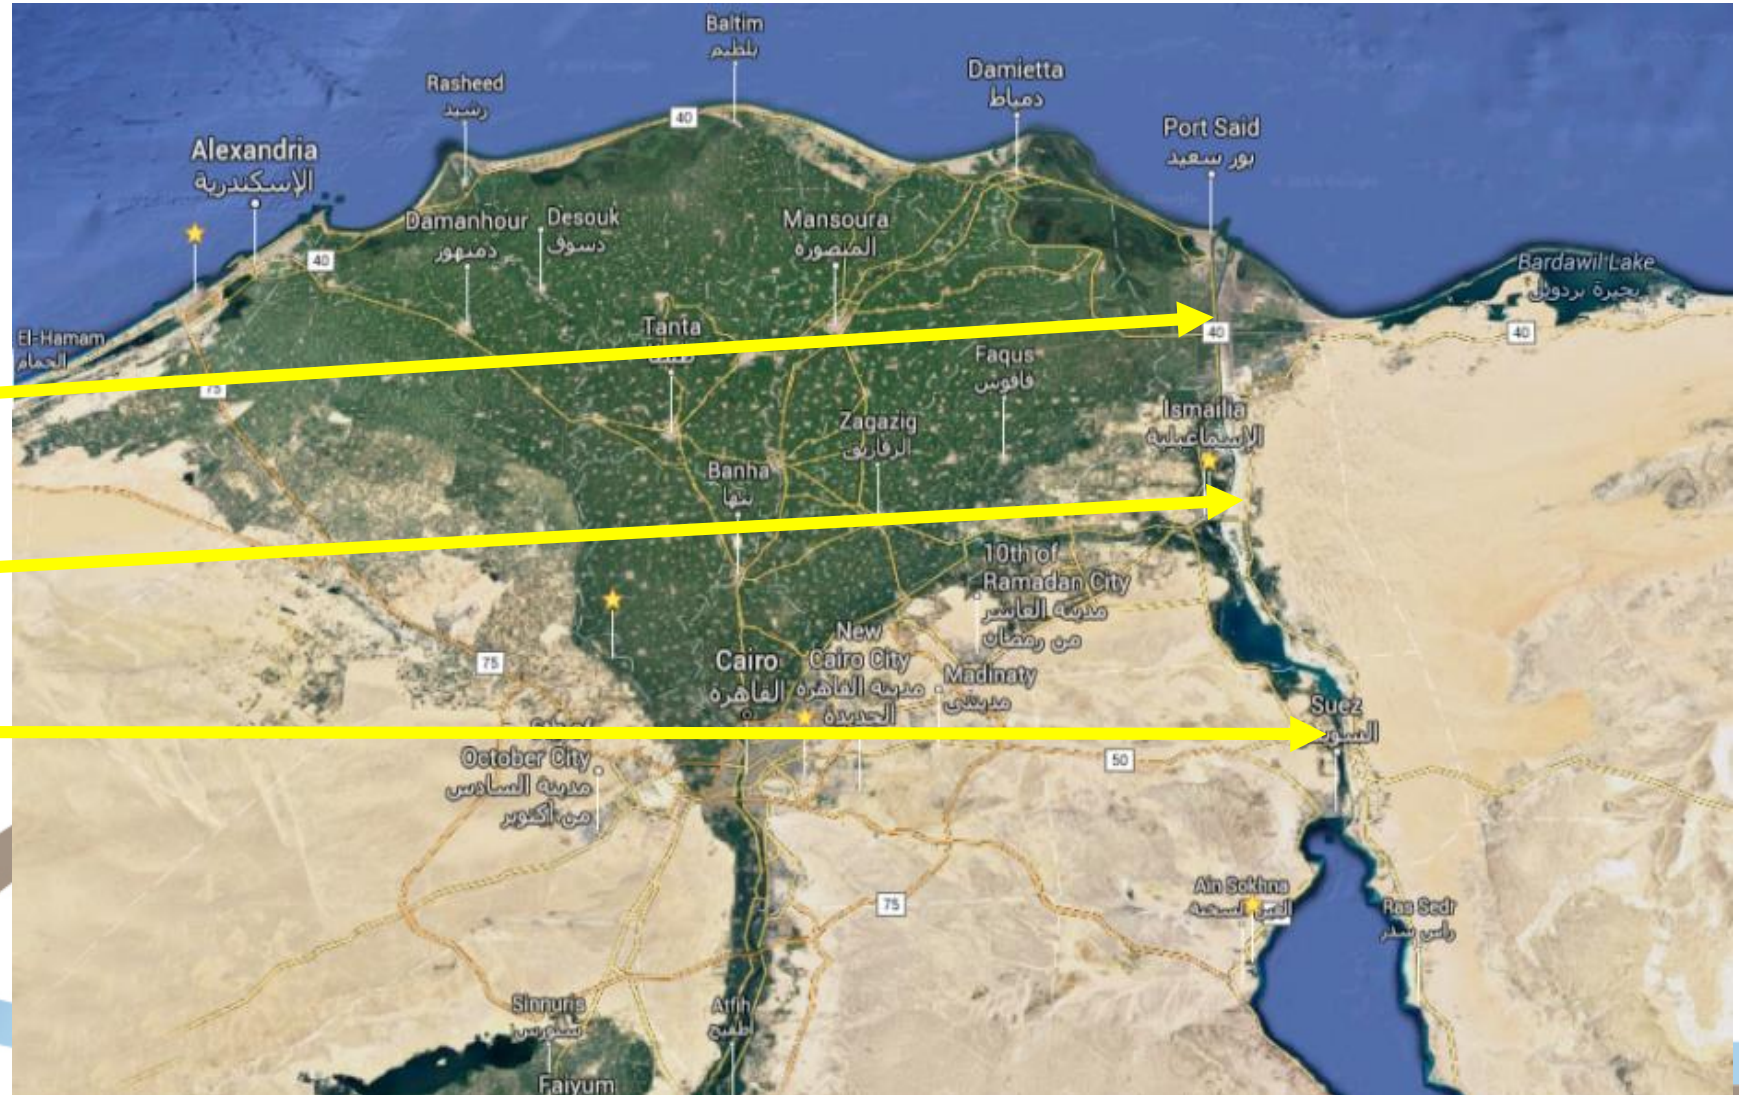 Baltim
بلطيم
Damietta
دمياط
Rasheed
رشيد
40
Port Said
بور سعيد
Alexandria
الإسكندرية
Damanhour
دمنهور
Desouk
دسوق
Mansoura
المنصورة
40
Bardawil Lake
بحيرة بردويل
El-Hamam
الحمام
Tanta
40
40
Faqus
فاقوس
75
Ismailia
الإسماعيلية
Zagazig
الزقازيق
Banha
بنها
10th of
Ramadan City
مدينة العاشر
من رمضان
New
Cairo City
مدينة القاهرة
الجديدة
Cairo
القاهرة
Madinaty
مدينتي
75
Suez
السويس
6th of
October City
مدينة السادس
من أكتوبر
50
Ain Sokhna
العين السخنة
Ras Sedr
راس سدر
75
Sinnuris
سنورس
Atfih
أطفيح
Faiyum